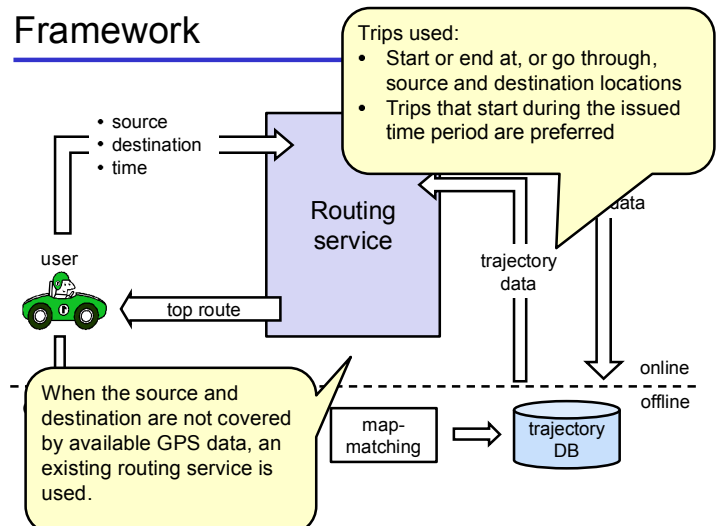 Framework
Trips used:
• Start or end at, or go through,
source and destination locations
• Trips that start during the issued
time period are preferred
• source
• destination
• time
Routing
service
data
user
trajectory
data
top route
online
offline
When the source and
destination are not covered
by available GPS data, an
existing routing service is
used.
map-
matching
trajectory
DB